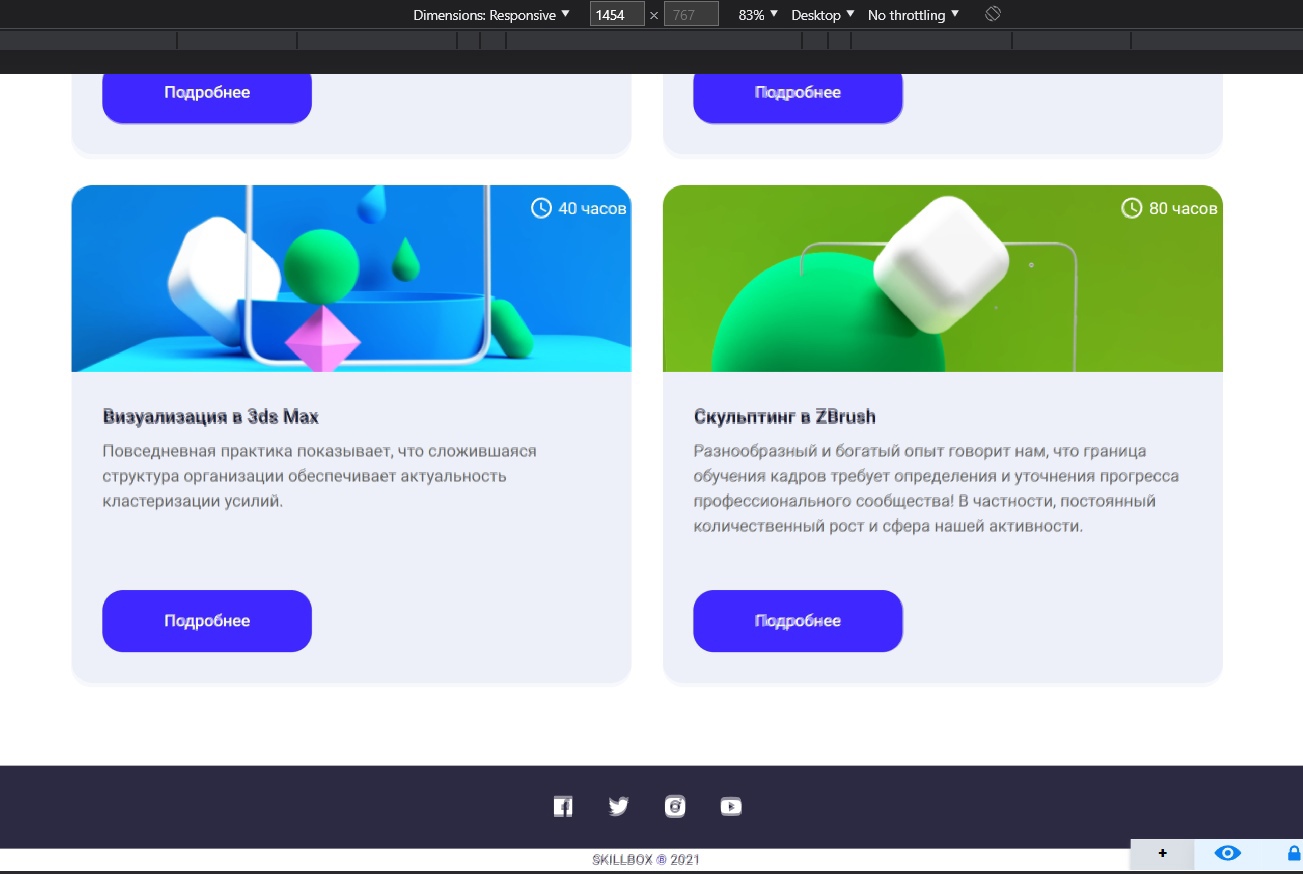 Dimensions: Responsive ▼ 1454 × 767 83% ▼ Desktop ▼ No throttling ▼
Подробнее
Подробнее
40 часов
80 часов
Визуализация в 3ds Max
Повседневная практика показывает, что сложившаяся
структура организации обеспечивает актуальность
кластеризации усилий.
Скульптинг в ZBrush
Разнообразный и богатый опыт говорит нам, что граница
обучения кадров требует определения и уточнения прогресса
профессионального сообщества! В частности, постоянный
количественный рост и сфера нашей активности.
Подробнее
Подробнее
SKILLBOX ® 2021
+